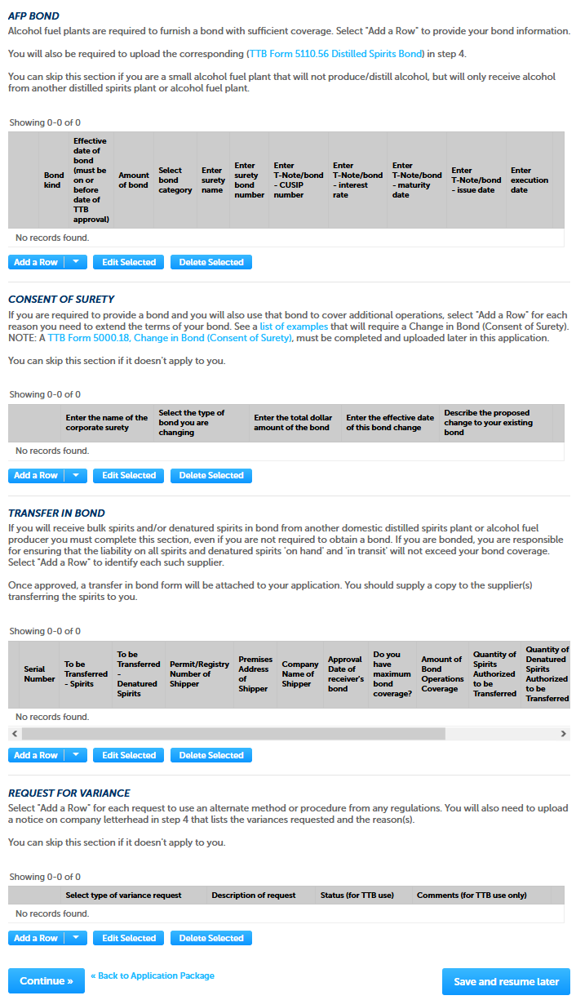 AFP BOND
Alcohol fuel plants are required to furnish a bond with sufficient coverage. Select "Add a Row" to provide your bond information.
You will also be required to upload the corresponding (TTB Form 5110.56 Distilled Spirits Bond) in step 4.
You can skip this section if you are a small alcohol fuel plant that will not produce/distill alcohol, but will only receive alcohol
from another distilled spirits plant or alcohol fuel plant.
Showing 0-0 of 0
Bond kind
Effective date of bond (must be on or before date of TTB approval)
Amount of bond
Select bond category
Enter surety name
Enter surety bond number
Enter T-Note/bond - CUSIP number
Enter T-Note/bond - interest rate
Enter T-Note/bond - maturity date
Enter T-Note/bond - issue date
Enter execution date
No records found.
Add a Row Edit Selected Delete Selected
CONSENT OF SURETY
If you are required to provide a bond and you will also use that bond to cover additional operations, select "Add a Row" for each
reason you need to extend the terms of your bond. See a list of examples that will require a Change in Bond (Consent of Surety).
NOTE: A TTB Form 5000.18, Change in Bond (Consent of Surety), must be completed and uploaded later in this application.
You can skip this section if it doesn't apply to you.
Showing 0-0 of 0
Enter the name of the corporate surety
Select the type of bond you are changing
Enter the total dollar amount of the bond
Enter the effective date of this bond change
Describe the proposed change to your existing bond
No records found.
Add a Row Edit Selected Delete Selected
TRANSFER IN BOND
If you will receive bulk spirits and/or denatured spirits in bond from another domestic distilled spirits plant or alcohol fuel
producer you must complete this section, even if you are not required to obtain a bond. If you are bonded, you are responsible
for ensuring that the liability on all spirits and denatured spirits 'on hand' and 'in transit' will not exceed your bond coverage.
Select "Add a Row" to identify each such supplier.
Once approved, a transfer in bond form will be attached to your application. You should supply a copy to the supplier(s)
transferring the spirits to you.
Showing 0-0 of 0
Serial Number
To be Transferred - Spirits
To be Transferred - Denatured Spirits
Permit/Registry Number of Shipper
Premises Address of Shipper
Company Name of Shipper
Approval Date of receiver's bond
Do you have maximum bond coverage?
Amount of Bond Operations Coverage
Quantity of Spirits Authorized to be Transferred
Quantity of Denatured Spirits Authorized to be Transferred
No records found.
Add a Row Edit Selected Delete Selected
REQUEST FOR VARIANCE
Select "Add a Row" for each request to use an alternate method or procedure from any regulations. You will also need to upload
a notice on company letterhead in step 4 that lists the variances requested and the reason(s).
You can skip this section if it doesn't apply to you.
Showing 0-0 of 0
Select type of variance request Description of request Status (for TTB use) Comments (for TTB use only)
No records found.
Add a Row Edit Selected Delete Selected
Continue » « Back to Application Package Save and resume later